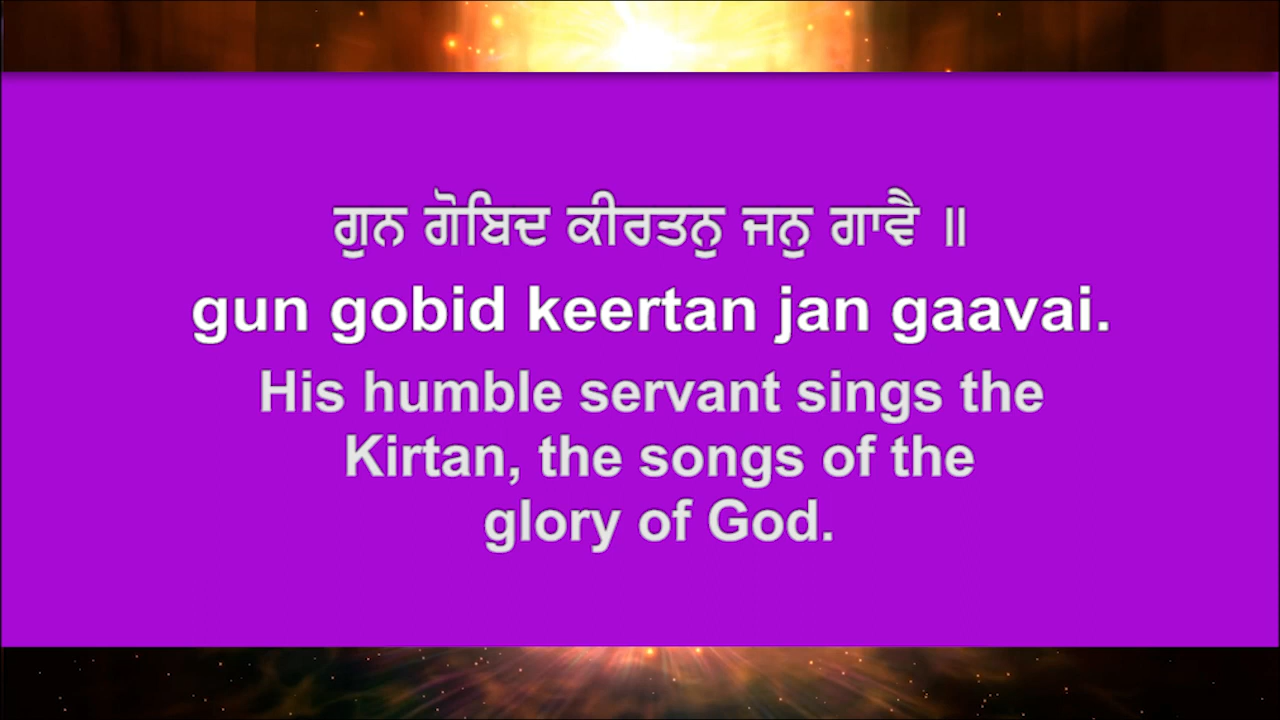 ਗੁਨ ਗੋਬਿਦ ਕੀਰਤਨੁ ਜਨੁ ਗਾਵੈ ॥
gun gobid keertan jan gaavai.
His humble servant sings the
Kirtan, the songs of the
glory of God.